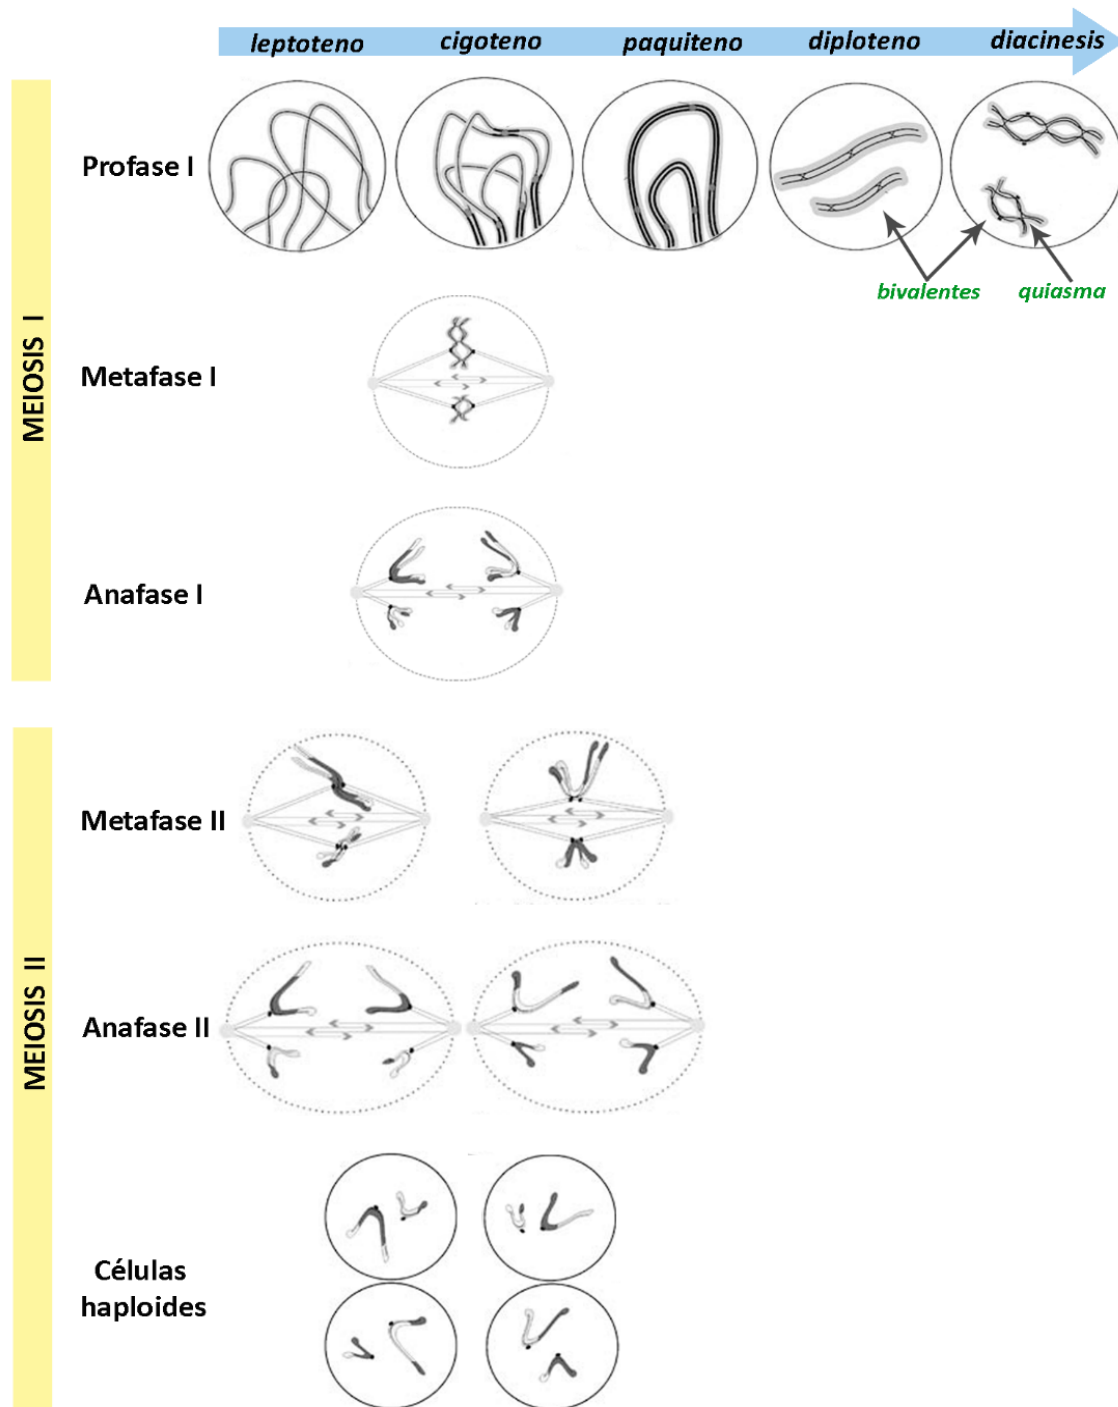 leptoteno cigoteno paquiteno diploteno diacinesis
MEIOSIS I
Profase I
bivalentes quiasma
Metafase I
Anafase I
MEIOSIS II
Metafase II
Anafase II
Células
haploides